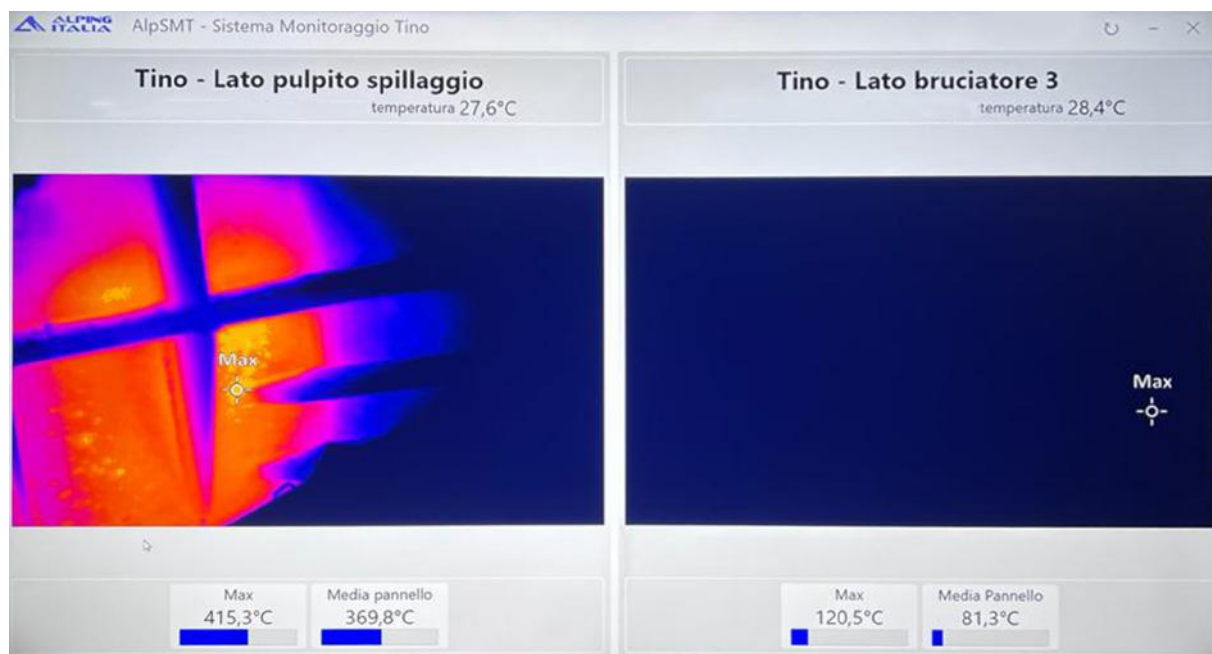 ALPING
ITALIA
AlpSMT - Sistema Monitoraggio Tino
Tino - Lato pulpito spillaggio
temperatura 27,6°C
Max
Max
415,3°C
Media pannello
369,8°C
Tino - Lato bruciatore 3
temperatura 28,4°C
Max
Max
120,5°C
Media Pannello
81,3°C